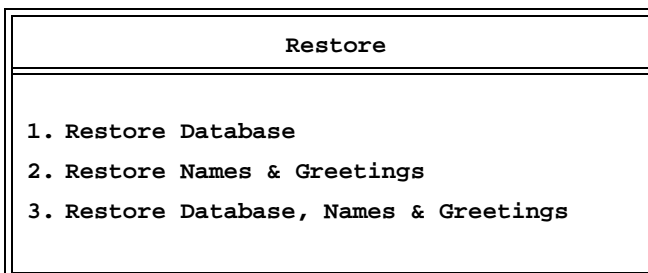 Restore
1. Restore Database
2. Restore Names & Greetings
3. Restore Database, Names & Greetings